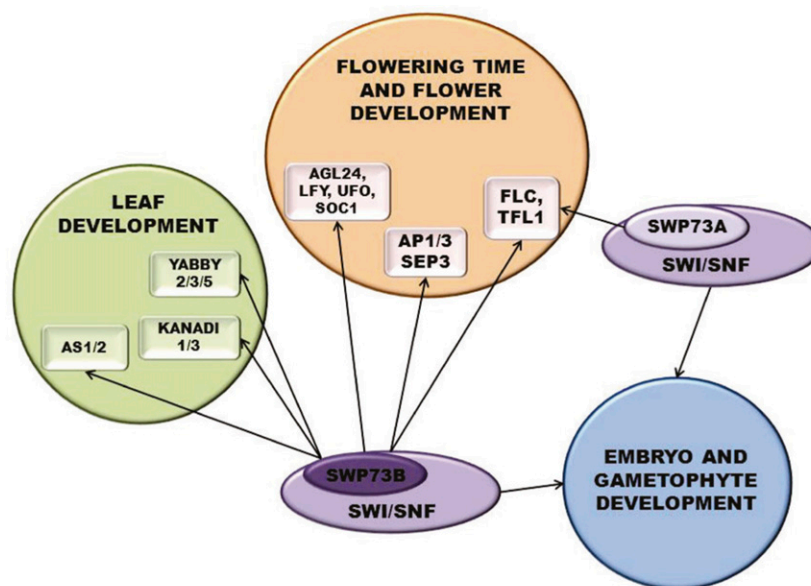 FLOWERING TIME
AND FLOWER
DEVELOPMENT
AGL24,
LFY, UFO,
SOC1
FLC,
TFL1
AP1/3
SEP3
SWP73A
SWI/SNF
LEAF
DEVELOPMENT
YABBY
2/3/5
KANADI
1/3
AS1/2
SWP73B
SWI/SNF
EMBRYO AND
GAMETOPHYTE
DEVELOPMENT